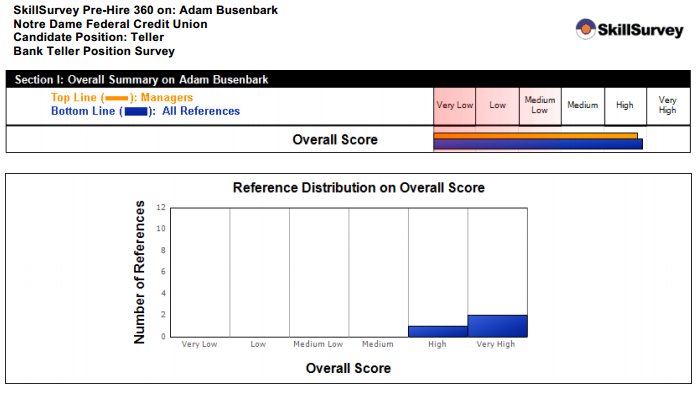 SkillSurvey Pre-Hire 360 on: Adam Busenbark
Notre Dame Federal Credit Union
Candidate Position: Teller
Bank Teller Position Survey
SkillSurvey
Section I: Overall Summary on Adam Busenbark
Top Line ( ): Managers
Bottom Line ( ): All References
Very Low
Low
Medium
Low
Medium
High
Very
High
Overall Score
Reference Distribution on Overall Score
Number of References
12
10
8
6
4
2
0
Very Low
Low
Medium Low
Medium
High
Very High
Overall Score